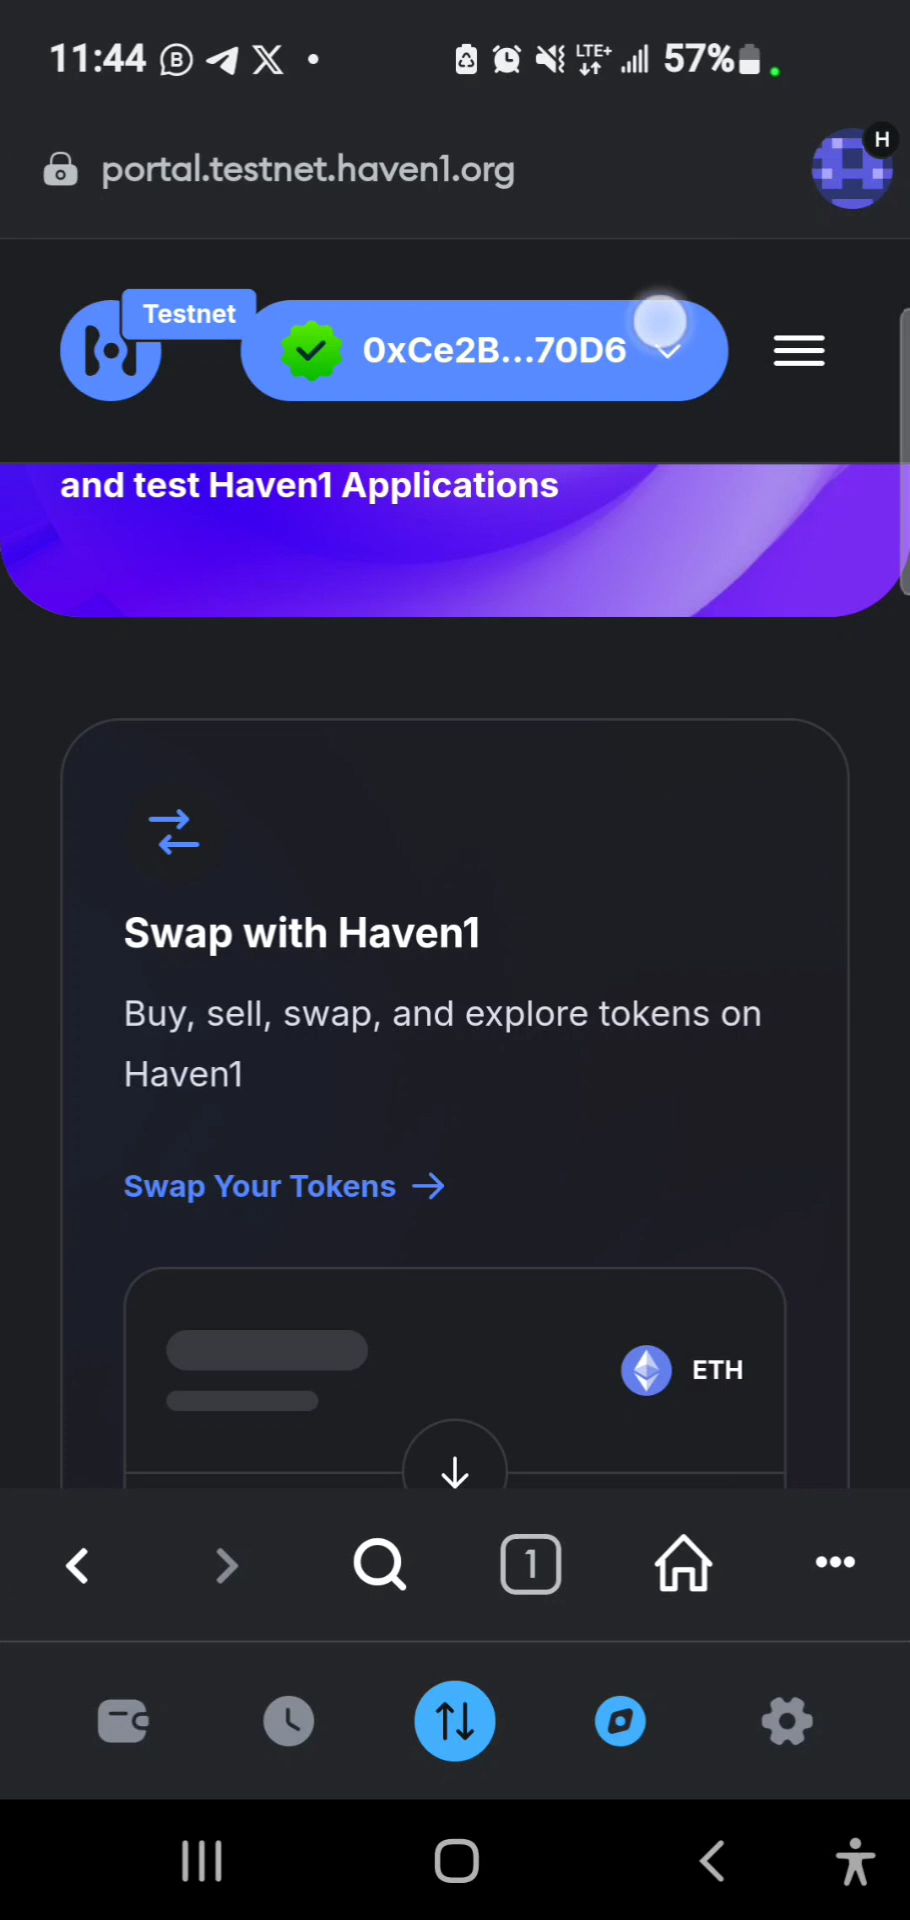 11:44
LTE+
57%
portal.testnet.haven1.org
H
Testnet
0xCe2B...70D6
and test Haven1 Applications
Swap with Haven1
Buy, sell, swap, and explore tokens on
Haven1
Swap Your Tokens
ETH
1